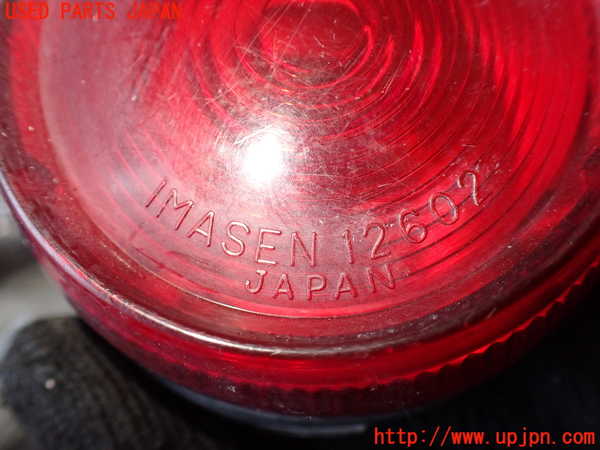 USED PARTS JAPAN
IMASEN 12607
JAPAN
http://www.upjpn.com/